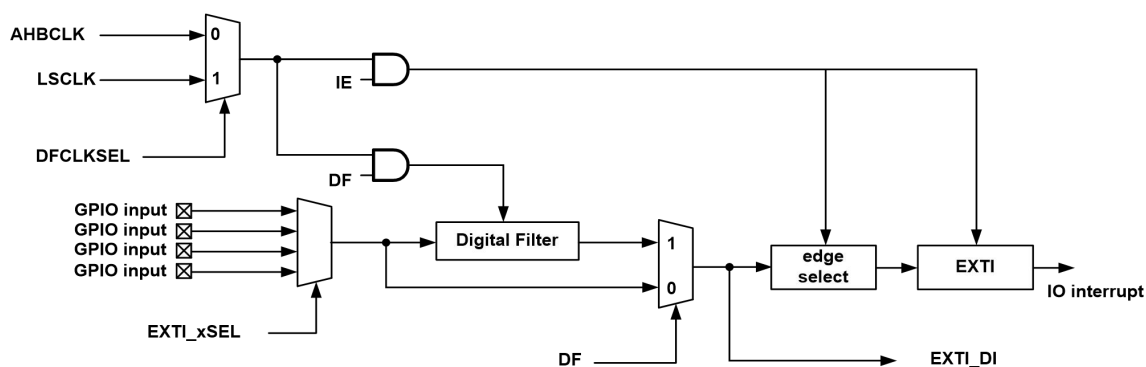 AHBCLK
0
LSCLK
1
IE
DFCLKSEL
DF
GPIO input
GPIO input
GPIO input
GPIO input
Digital Filter
1
0
edge
select
EXTI
IO interrupt
EXTI_xSEL
DF
EXTI_DI